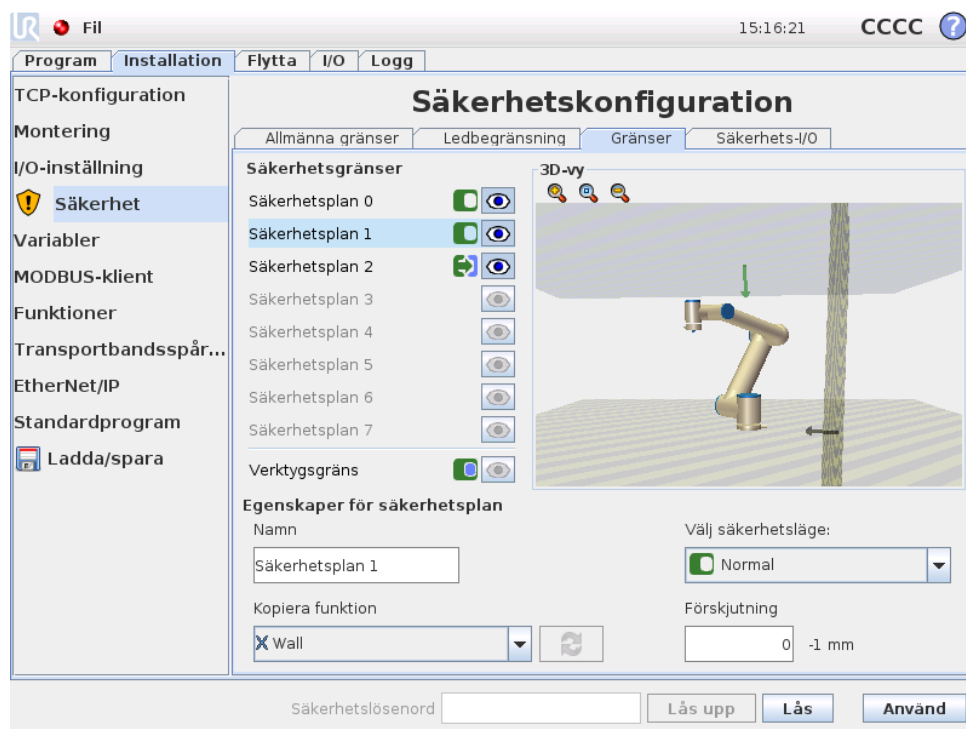 UR Fil 15:16:21 CCCC ?
Program Installation Flytta I/O Logg
TCP-konfiguration
Montering
I/O-inställning
Säkerhet
Variabler
MODBUS-klient
Funktioner
Transportbandsspår...
EtherNet/IP
Standardprogram
Ladda/spara
Säkerhetskonfiguration
Allmänna gränser Ledbegränsning Gränser Säkerhets-I/O
Säkerhetsgränser
Säkerhetsplan 0
Säkerhetsplan 1
Säkerhetsplan 2
Säkerhetsplan 3
Säkerhetsplan 4
Säkerhetsplan 5
Säkerhetsplan 6
Säkerhetsplan 7
Verktygsgräns
3D-vy
Egenskaper för säkerhetsplan
Namn
Säkerhetsplan 1
Kopiera funktion
Wall
Välj säkerhetsläge:
Normal
Förskjutning
0 -1 mm
Säkerhetslösenord Lås upp Lås Använd